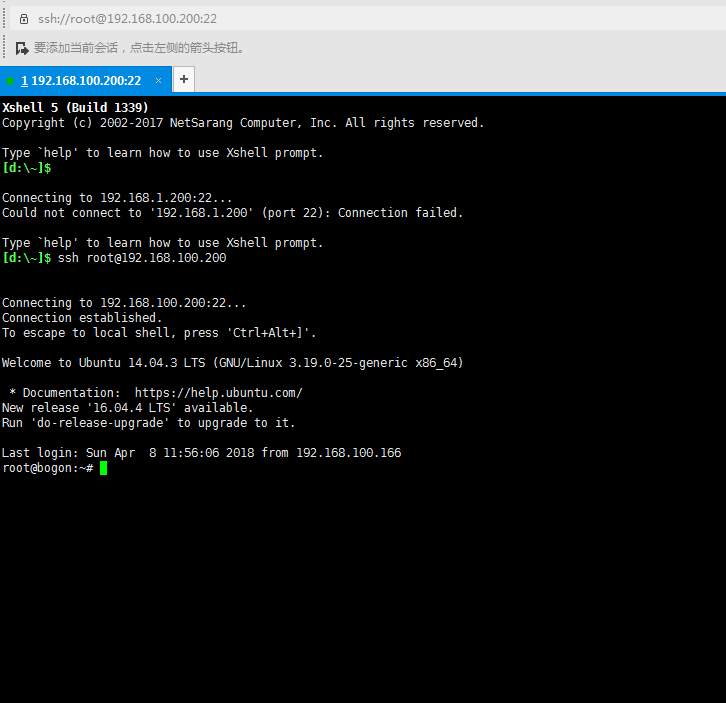 ssh://root@192.168.100.200:22
要添加当前会话，点击左侧的箭头按钮。
1 192.168.100.200:22 × +
Xshell 5 (Build 1339)
Copyright (c) 2002-2017 NetSarang Computer, Inc. All rights reserved.
Type `help' to learn how to use Xshell prompt.
[d:\~]$
Connecting to 192.168.1.200:22...
Could not connect to '192.168.1.200' (port 22): Connection failed.
Type `help' to learn how to use Xshell prompt.
[d:\~]$ ssh root@192.168.100.200
Connecting to 192.168.100.200:22...
Connection established.
To escape to local shell, press 'Ctrl+Alt+]'.
Welcome to Ubuntu 14.04.3 LTS (GNU/Linux 3.19.0-25-generic x86_64)
 * Documentation:  https://help.ubuntu.com/
New release '16.04.4 LTS' available.
Run 'do-release-upgrade' to upgrade to it.
Last login: Sun Apr  8 11:56:06 2018 from 192.168.100.166
root@bogon:~#